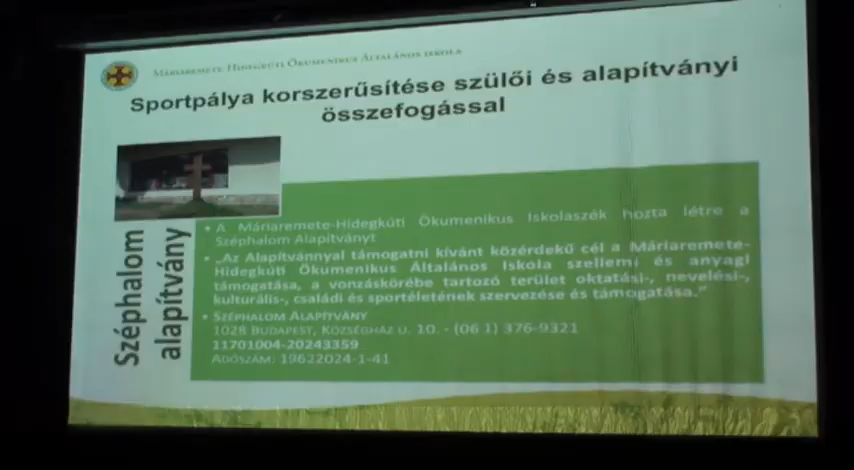 Máriaremete Hidegkúti Ökumenikus Általános Iskola
Sportpálya korszerűsítése szülői és alapítványi
összefogással
Széphalom
alapítvány
• A Máriaremete-Hidegkúti Ökumenikus Iskolaszék hozta létre a
Széphalom Alapítványt
• „Az Alapítvánnyal támogatni kívánt közérdekű cél a Máriaremete-
Hidegkúti Ökumenikus Általános Iskola szellemi és anyagi
támogatása, a vonzáskörébe tartozó terület oktatási-, nevelési-,
kulturális-, családi és sportéletének szervezése és támogatása.”
• Széphalom Alapítvány
1028 Budapest, Községház u. 10. - (06 1) 376-9321
11701004-20243359
Adószám: 19632024-1-41